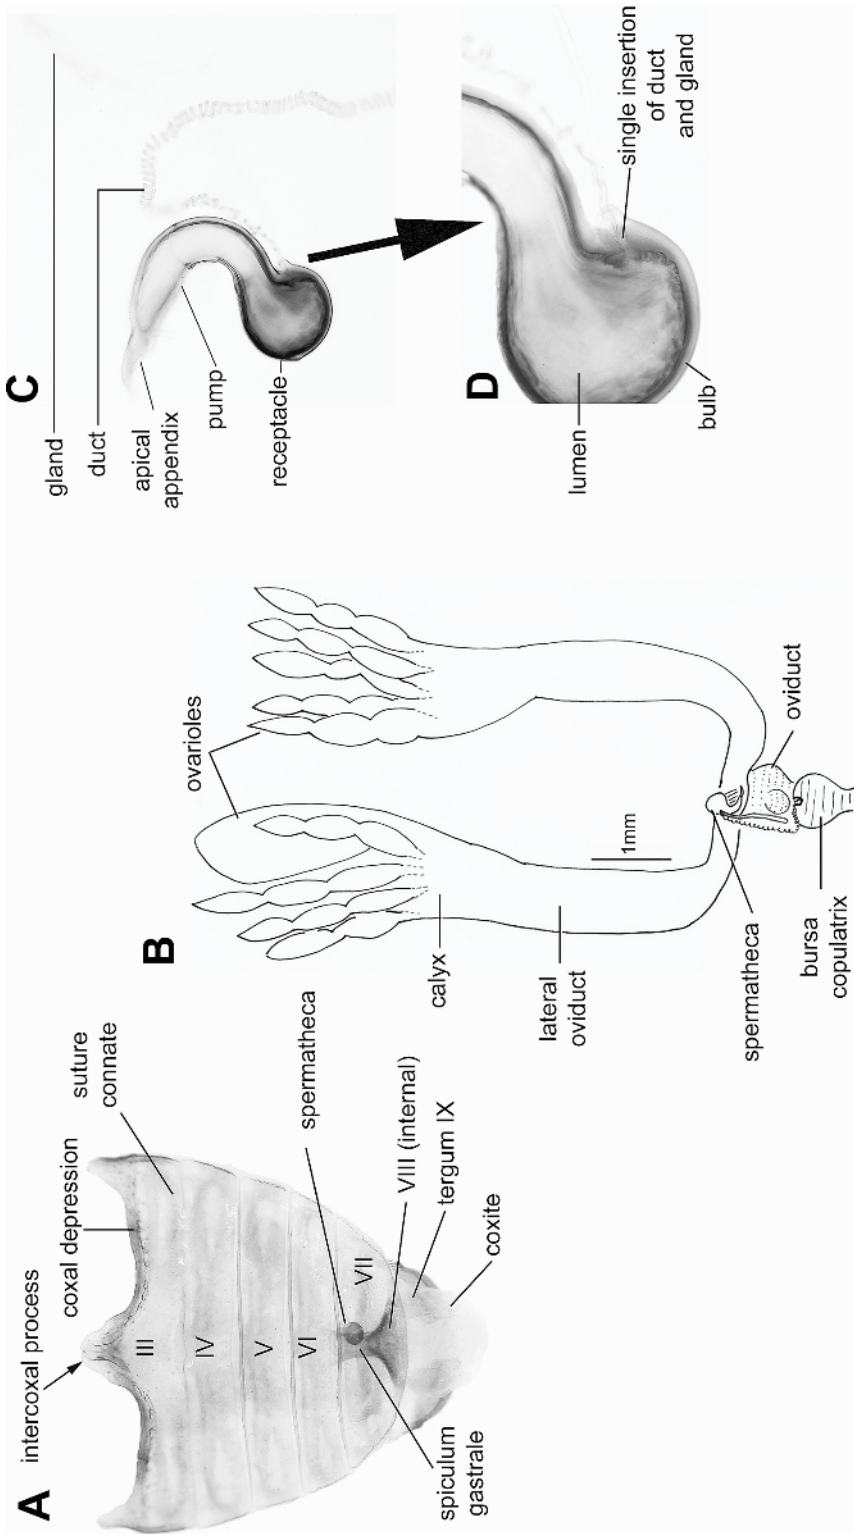 A
intercoxal process
coxal depression
suture
connate
III
IV
V
VI
VII
spermatheca
VIII (internal)
tergum IX
coxite
spiculum
gastrale
B
ovarioles
calyx
lateral
oviduct
1mm
spermatheca
bursa
copulatrix
oviduct
C
gland
duct
apical
appendix
pump
receptacle
D
single insertion
of duct
and gland
lumen
bulb